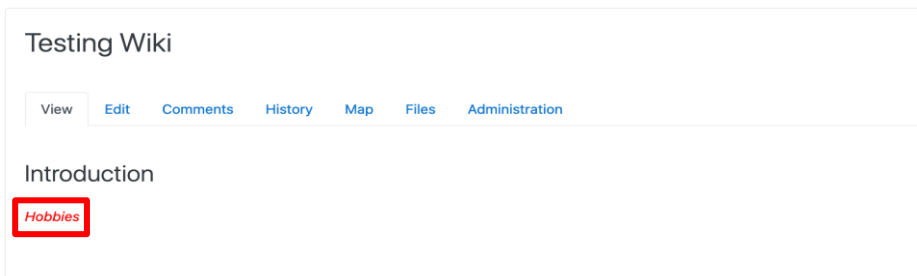 Testing Wiki
View Edit Comments History Map Files Administration
Introduction
Hobbies